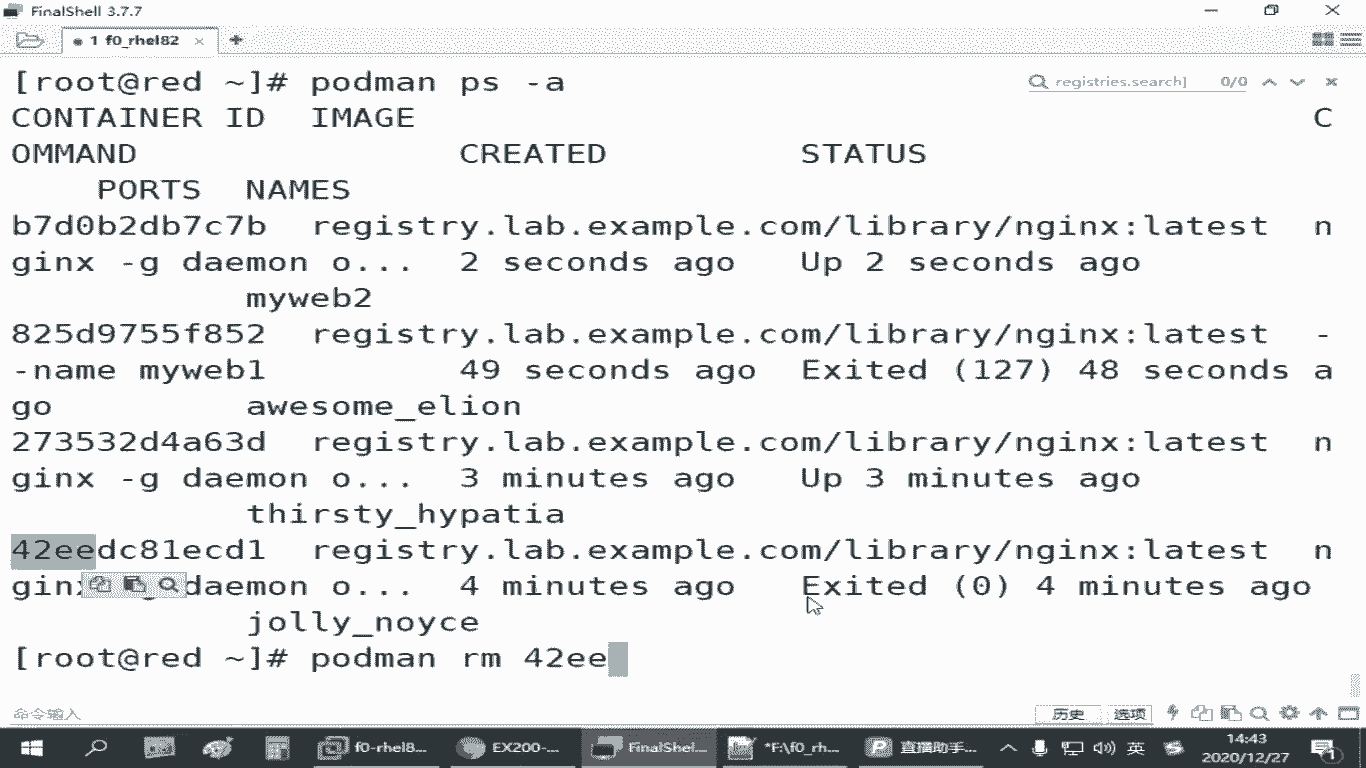 FinalShell 3.7.7
1 f0_rhel82 × +
[root@red ~]# podman ps -a
registries.search] 0/0
CONTAINER ID IMAGE C
OMMAND CREATED STATUS
PORTS NAMES
b7d0b2db7c7b registry.lab.example.com/library/nginx:latest n
ginx -g daemon o... 2 seconds ago Up 2 seconds ago
myweb2
825d9755f852 registry.lab.example.com/library/nginx:latest -
-name myweb1 49 seconds ago Exited (127) 48 seconds a
go awesome_elion
273532d4a63d registry.lab.example.com/library/nginx:latest n
ginx -g daemon o... 3 minutes ago Up 3 minutes ago
thirsty_hypatia
42eedc81ecd1 registry.lab.example.com/library/nginx:latest n
ginx daemon o... 4 minutes ago Exited (0) 4 minutes ago
jolly_noyce
[root@red ~]# podman rm 42ee
命令输入 历史 选项
f0-rhel8... EX200-... FinalShel... *F:\f0_rh... 直播助手... 英 14:43
2020/12/27 1